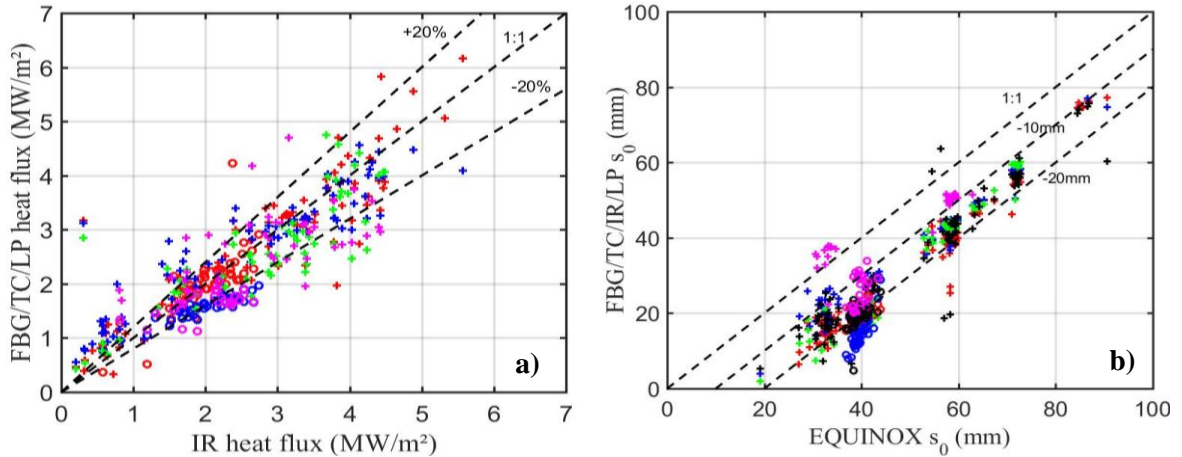 FBG/TC/LP heat flux (MW/m²)
7
6
5
4
3
2
1
0
+20%
1:1
-20%
a)
0 1 2 3 4 5 6 7
IR heat flux (MW/m²)
FBG/TC/IR/LP s₀ (mm)
100
80
60
40
20
0
1:1
-10mm
-20mm
b)
0 20 40 60 80 100
EQUINOX s₀ (mm)